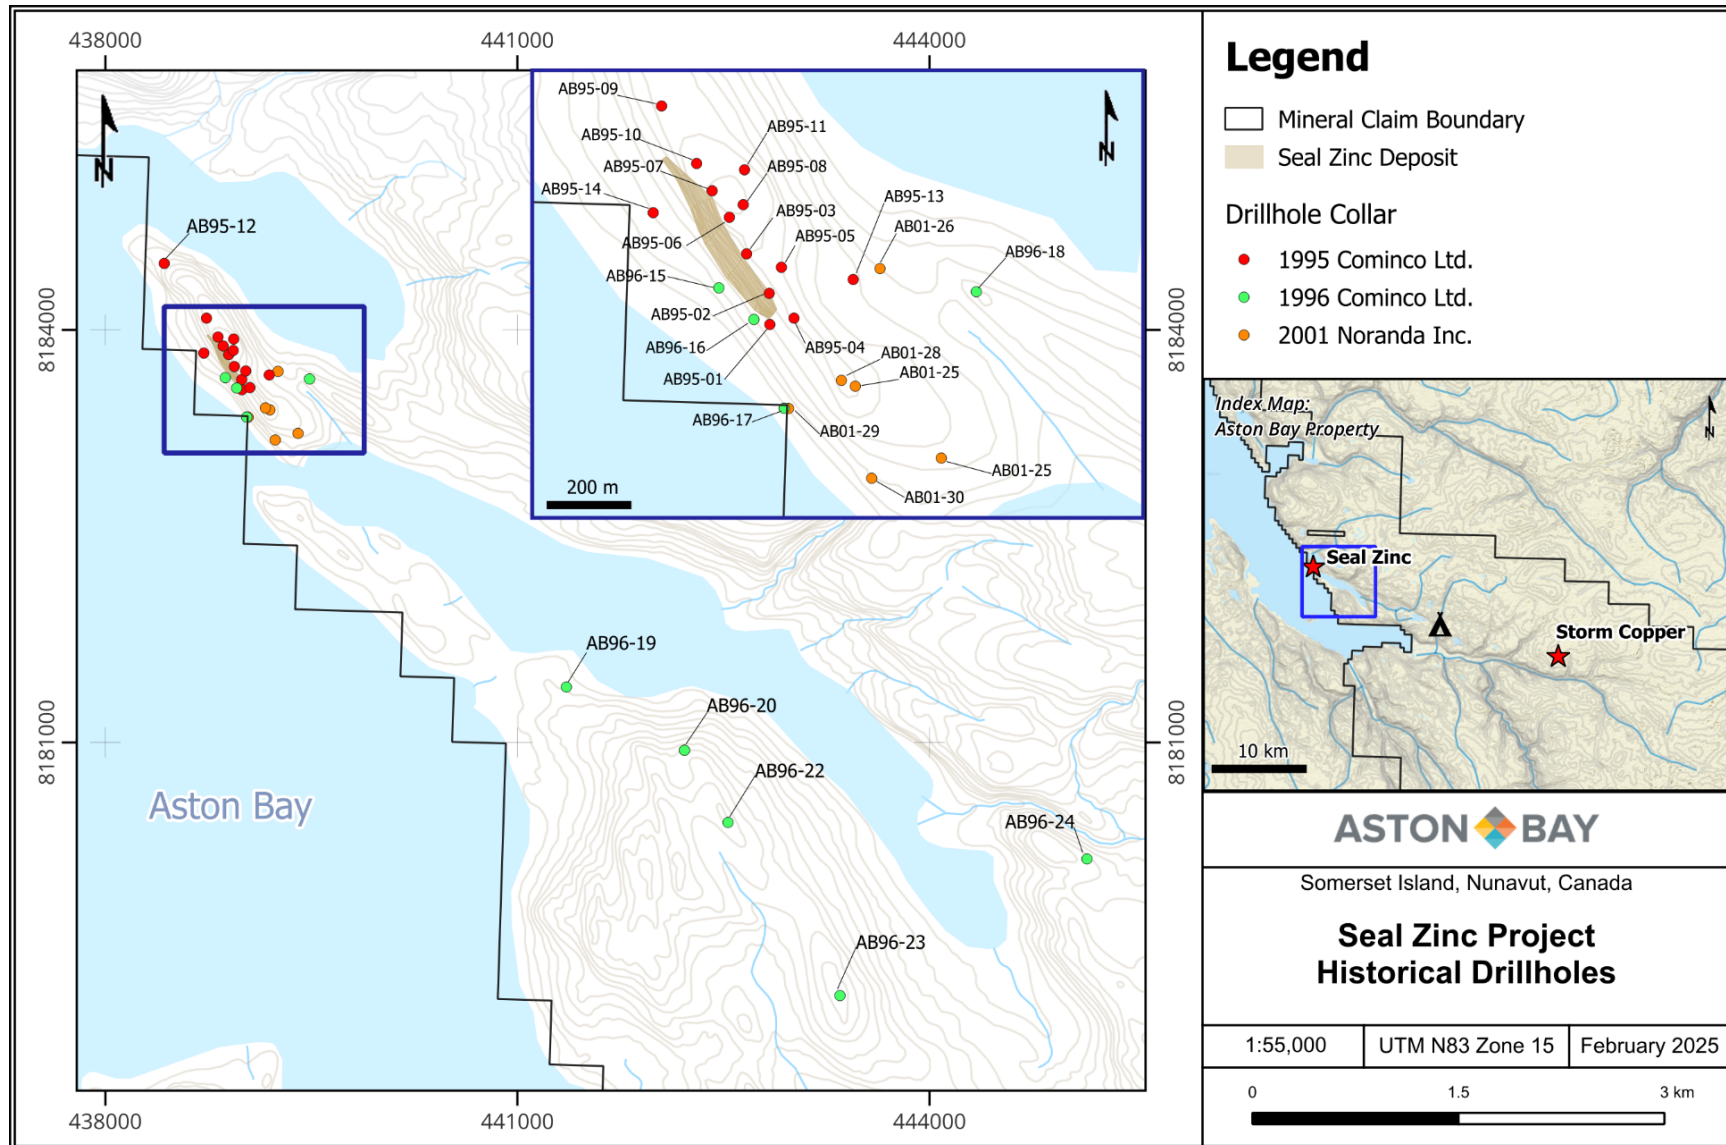 438000
441000
444000
N
8184000
8181000
AB95-12
AB95-09
AB95-10
AB95-11
AB95-07
AB95-08
AB95-14
AB95-03
AB95-13
AB01-26
AB95-06
AB95-05
AB96-18
AB96-15
AB95-02
AB96-16
AB95-04
AB01-28
AB95-01
AB01-25
AB96-17
AB01-29
AB01-25
AB01-30
200 m
N
8184000
8181000
AB96-19
AB96-20
AB96-22
AB96-24
AB96-23
Aston Bay
438000
441000
444000
Legend
Mineral Claim Boundary
Seal Zinc Deposit
Drillhole Collar
1995 Cominco Ltd.
1996 Cominco Ltd.
2001 Noranda Inc.
Index Map:
Aston Bay Property
N
Seal Zinc
Storm Copper
10 km
ASTON BAY
Somerset Island, Nunavut, Canada
Seal Zinc Project
Historical Drillholes
1:55,000 UTM N83 Zone 15 February 2025
0 1.5 3 km